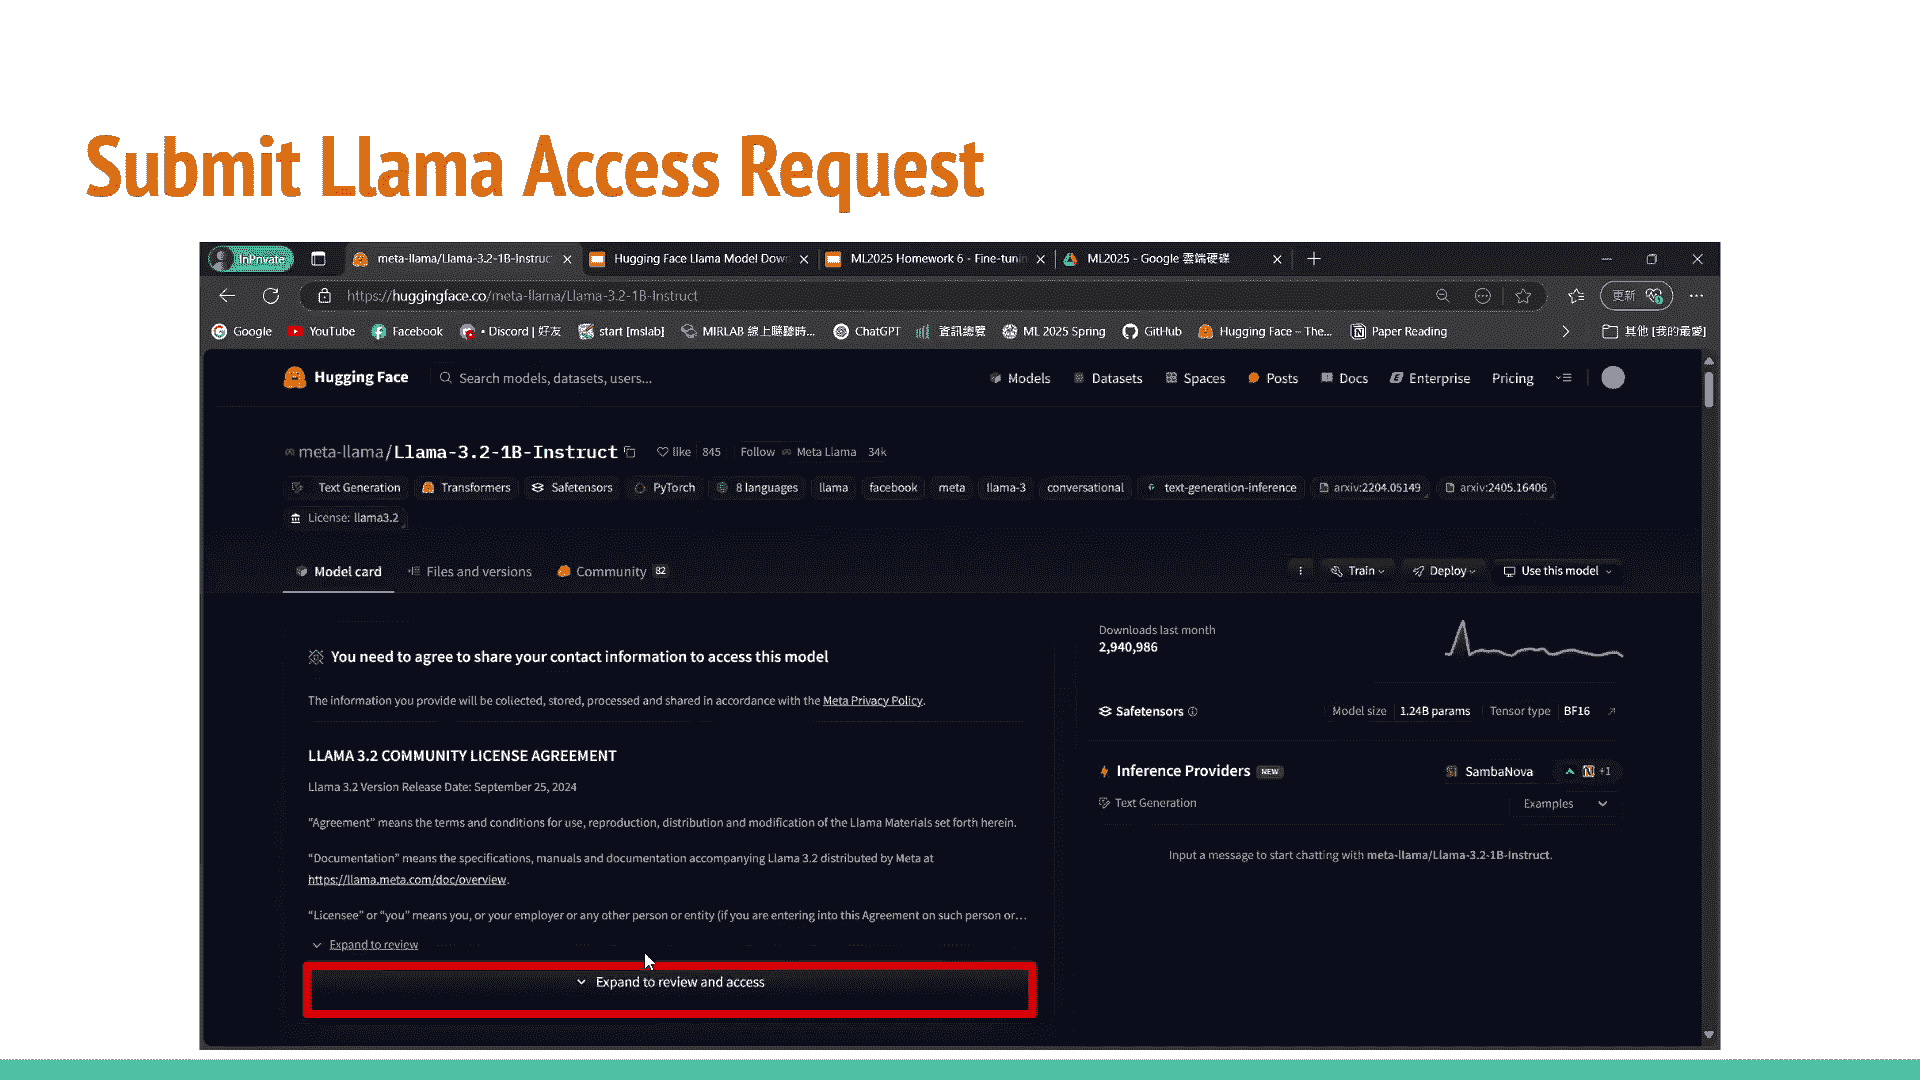 Submit Llama Access Request
InPrivate
meta-llama/Llama-3.2-1B-Instruc
Hugging Face Llama Model Down
ML2025 Homework 6 - Fine-tunin
ML2025 - Google 雲端硬碟
https://huggingface.co/meta-llama/Llama-3.2-1B-Instruct
更新
Google
YouTube
Facebook
• Discord | 好友
start [mslab]
MIRLAB 線上
ChatGPT
資訊總覽
ML 2025 Spring
GitHub
Hugging Face – The...
Paper Reading
其他 [我的最愛]
Hugging Face
Search models, datasets, users...
Models
Datasets
Spaces
Posts
Docs
Enterprise
Pricing
meta-llama/Llama-3.2-1B-Instruct
like 845
Follow Meta Llama 34k
Text Generation
Transformers
Safetensors
PyTorch
8 languages
llama
facebook
meta
llama-3
conversational
text-generation-inference
arxiv:2204.05149
arxiv:2405.16406
License: llama3.2
Model card
Files and versions
Community 82
Train
Deploy
Use this model
You need to agree to share your contact information to access this model
The information you provide will be collected, stored, processed and shared in accordance with the Meta Privacy Policy.
LLAMA 3.2 COMMUNITY LICENSE AGREEMENT
Llama 3.2 Version Release Date: September 25, 2024
“Agreement” means the terms and conditions for use, reproduction, distribution and modification of the Llama Materials set forth herein.
“Documentation” means the specifications, manuals and documentation accompanying Llama 3.2 distributed by Meta at
https://llama.meta.com/doc/overview.
“Licensee” or “you” means you, or your employer or any other person or entity (if you are entering into this Agreement on such person or...
Expand to review
Expand to review and access
Downloads last month
2,940,986
Safetensors
Model size 1.24B params
Tensor type BF16
Inference Providers NEW
SambaNova
+1
Text Generation
Examples
Input a message to start chatting with meta-llama/Llama-3.2-1B-Instruct.